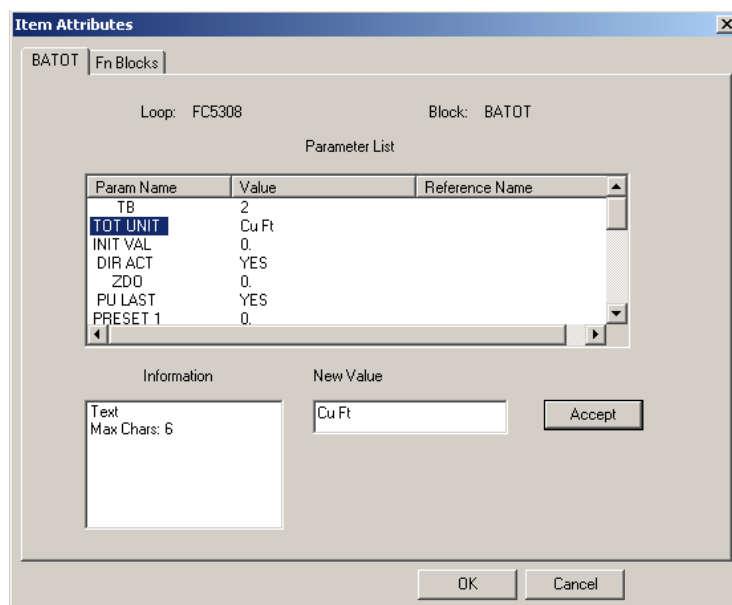 Item Attributes
BATOT Fn Blocks
Loop: FC5308 Block: BATOT
Parameter List
Param Name Value Reference Name
TB 2
TOT UNIT Cu Ft
INIT VAL 0.
DIR ACT YES
ZDO 0.
PU LAST YES
PRESET 1 0.
Information New Value
Text
Max Chars: 6
Cu Ft
Accept
OK Cancel